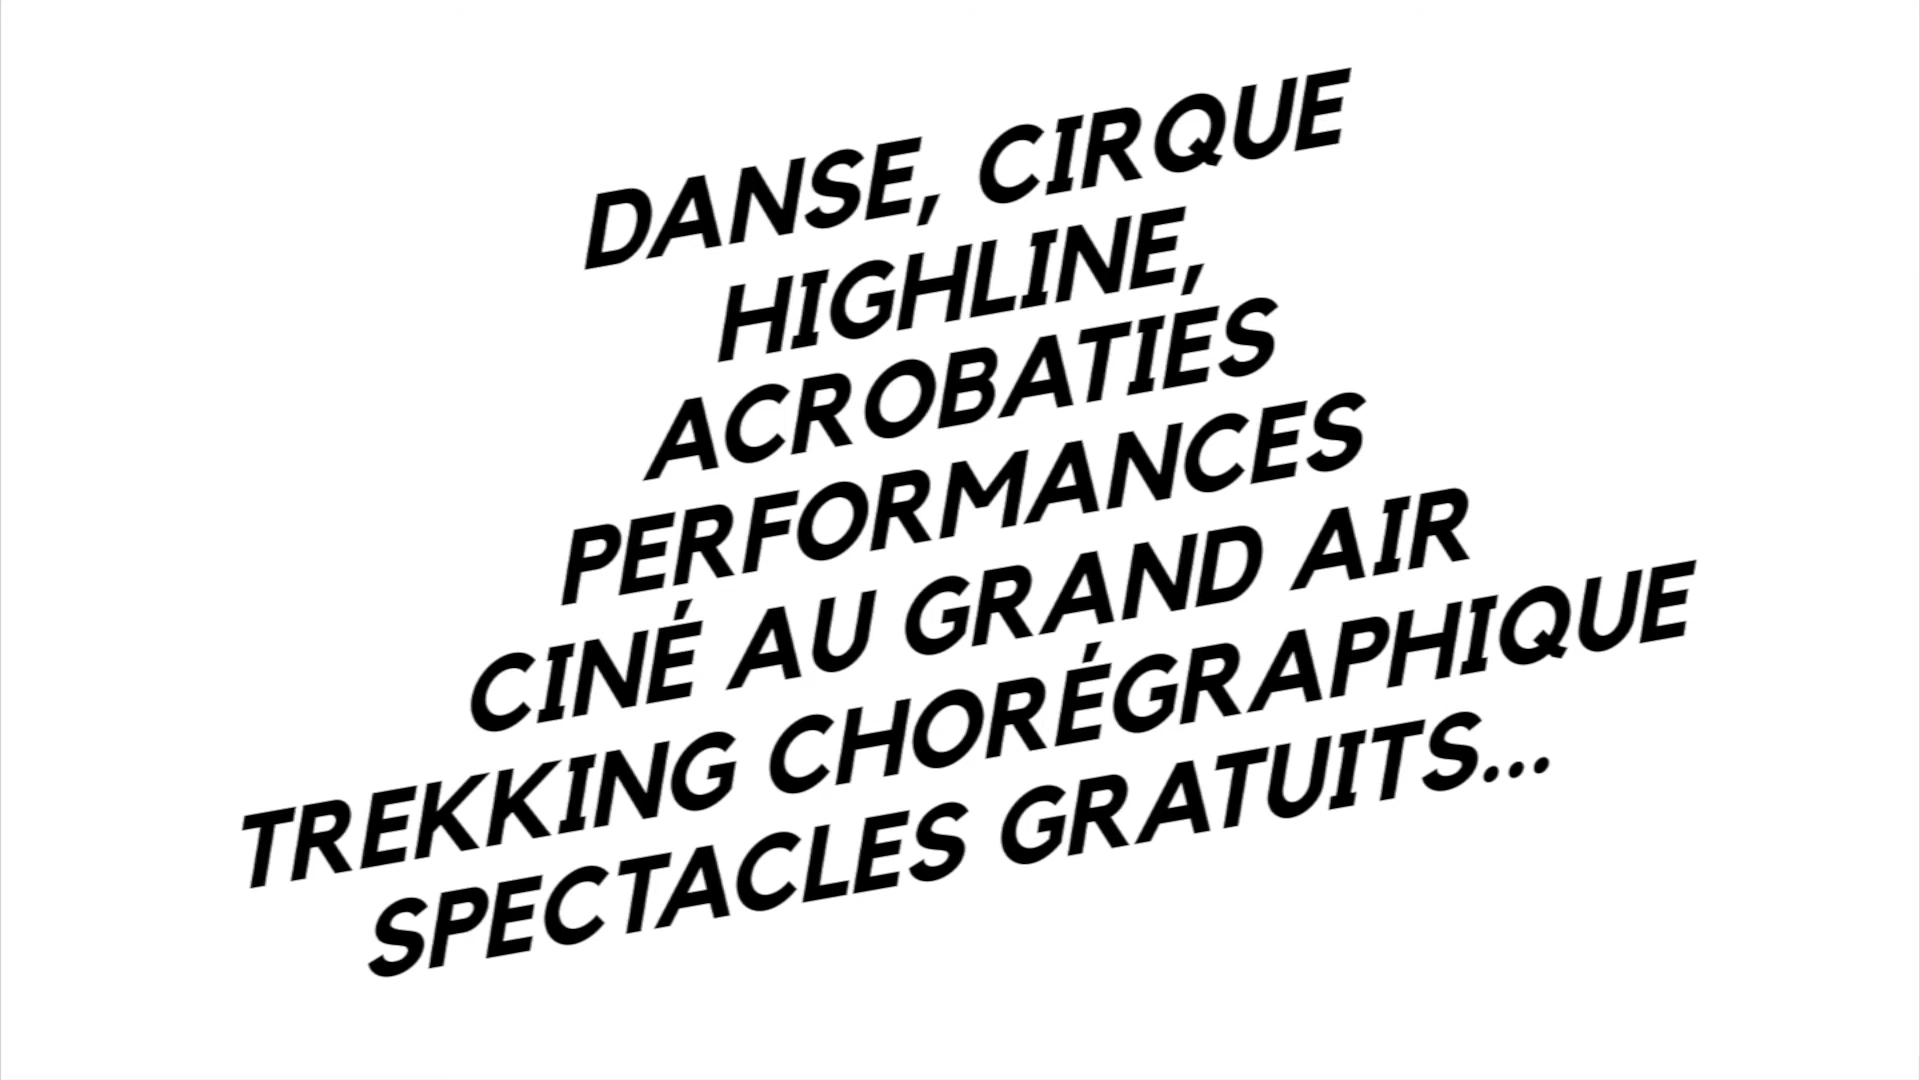 DANSE, CIRQUE
HIGHLINE,
ACROBATIES
PERFORMANCES
CINÉ AU GRAND AIR
TREKKING CHORÉGRAPHIQUE
SPECTACLES GRATUITS...